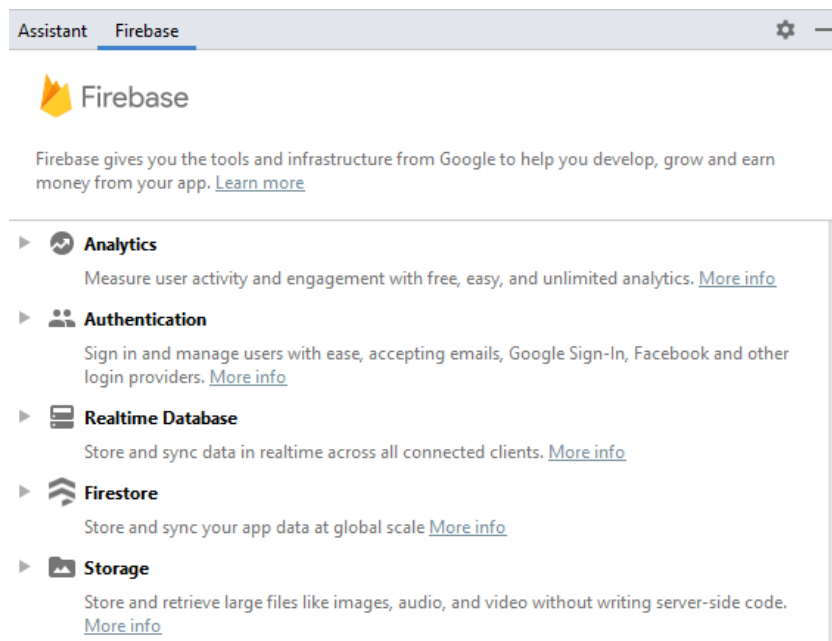 Assistant Firebase
Firebase
Firebase gives you the tools and infrastructure from Google to help you develop, grow and earn
money from your app. Learn more
Analytics
Measure user activity and engagement with free, easy, and unlimited analytics. More info
Authentication
Sign in and manage users with ease, accepting emails, Google Sign-In, Facebook and other
login providers. More info
Realtime Database
Store and sync data in realtime across all connected clients. More info
Firestore
Store and sync your app data at global scale More info
Storage
Store and retrieve large files like images, audio, and video without writing server-side code.
More info